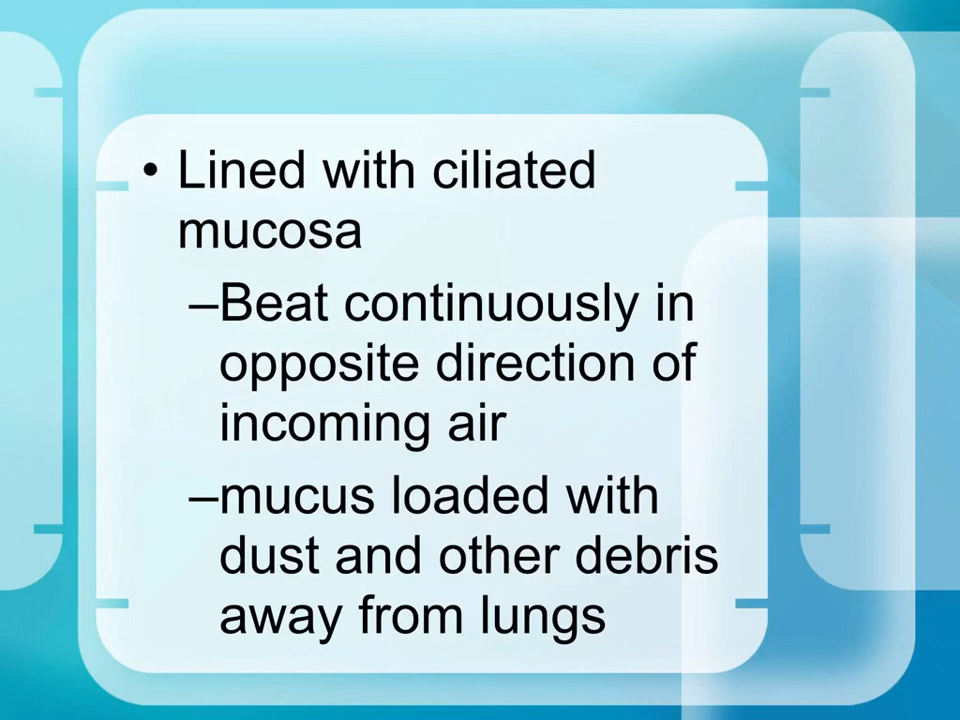 • Lined with ciliated
mucosa
–Beat continuously in
opposite direction of
incoming air
–mucus loaded with
dust and other debris
away from lungs